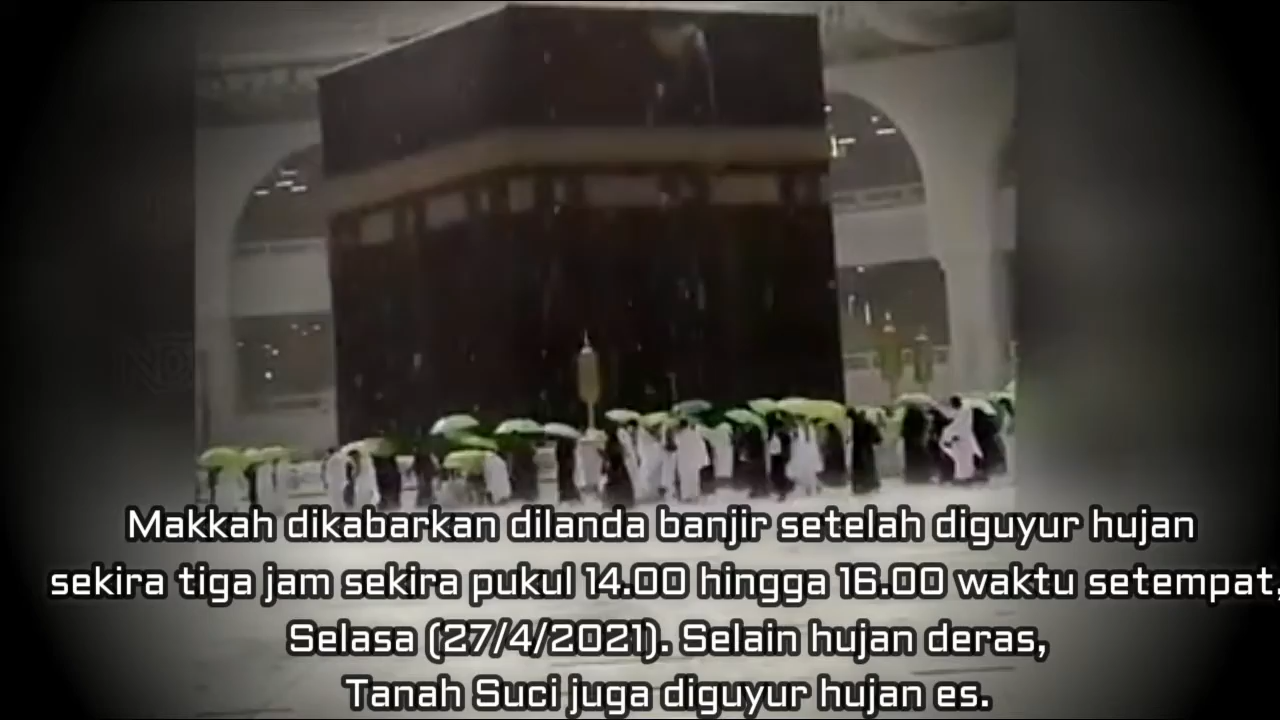 Makkah dikabarkan dilanda banjir setelah diguyur hujan
sekira tiga jam sekira pukul 14.00 hingga 16.00 waktu setempat,
Selasa (27/4/2021). Selain hujan deras,
Tanah Suci juga diguyur hujan es.